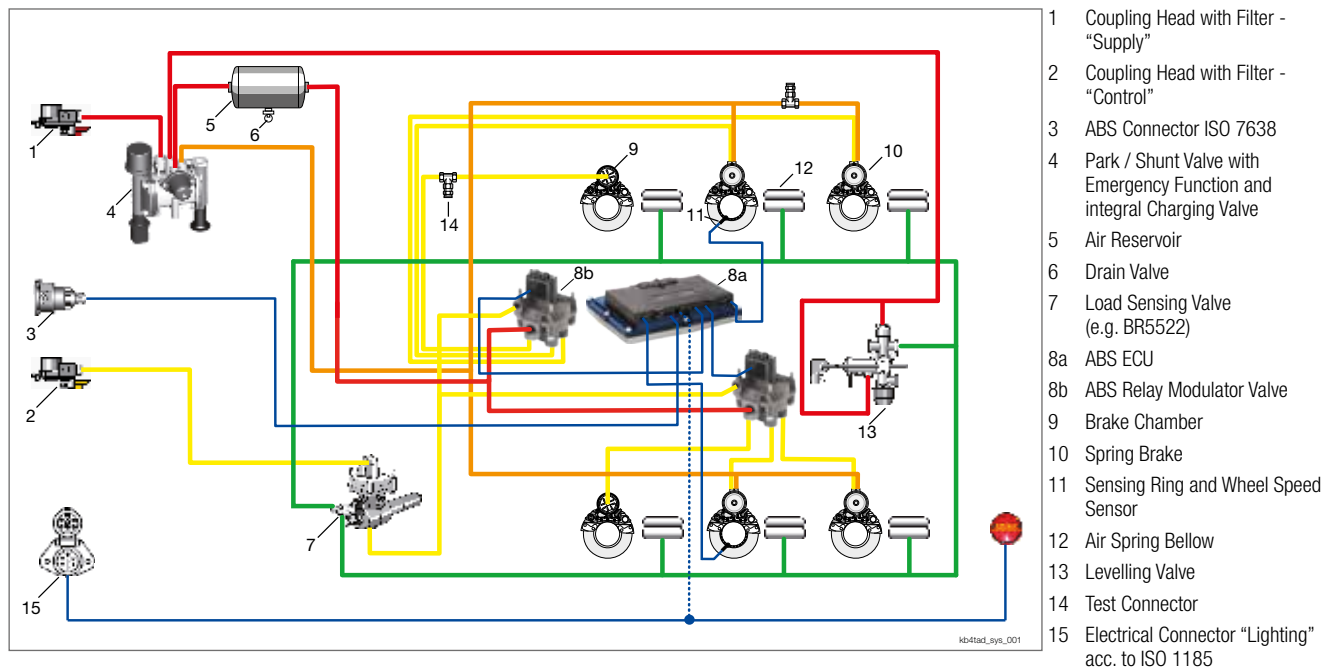 1
2
3
4
5
6
7
8a
8b
9
10
11
12
13
14
15
kb4tad_sys_001
1 Coupling Head with Filter -
“Supply”
2 Coupling Head with Filter -
“Control”
3 ABS Connector ISO 7638
4 Park / Shunt Valve with
Emergency Function and
integral Charging Valve
5 Air Reservoir
6 Drain Valve
7 Load Sensing Valve
(e.g. BR5522)
8a ABS ECU
8b ABS Relay Modulator Valve
9 Brake Chamber
10 Spring Brake
11 Sensing Ring and Wheel Speed
Sensor
12 Air Spring Bellow
13 Levelling Valve
14 Test Connector
15 Electrical Connector “Lighting”
acc. to ISO 1185